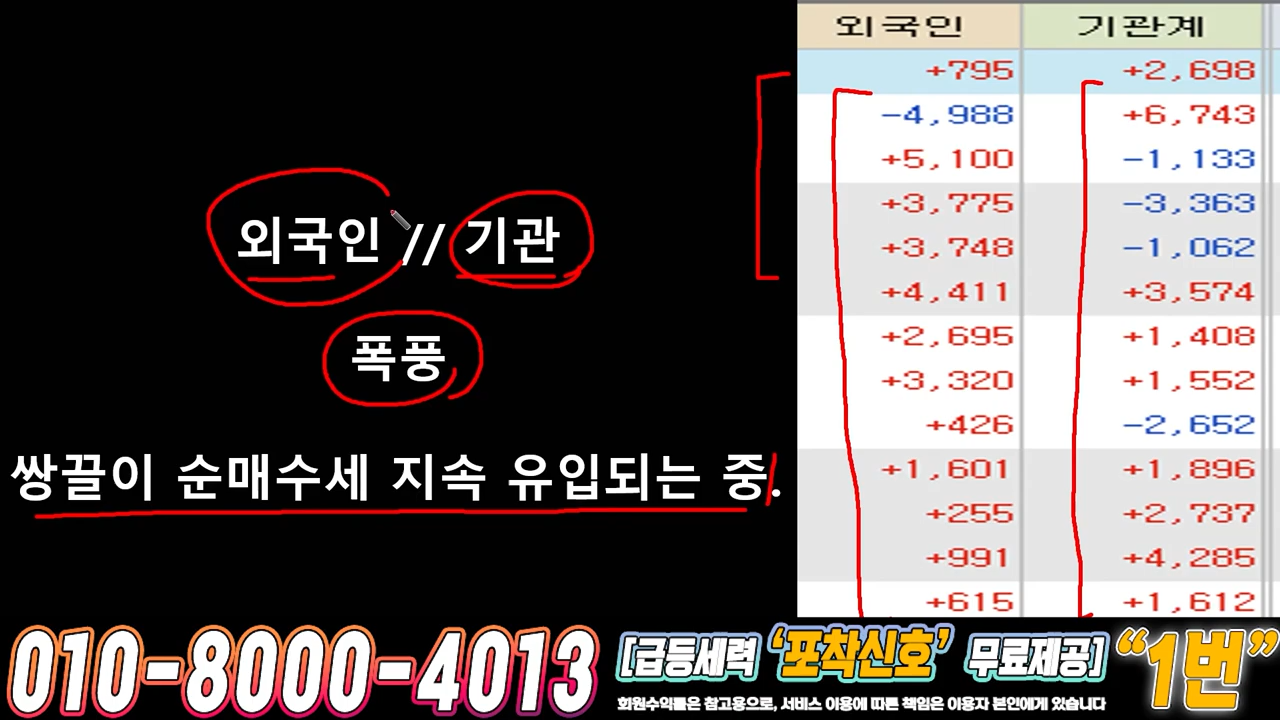 외국인 // 기관
폭풍
쌍끌이 순매수세 지속 유입되는 중.
외국인 기관계
+795 +2,698
-4,988 +6,743
+5,100 -1,133
+3,775 -3,363
+3,748 -1,062
+4,411 +3,574
+2,695 +1,408
+3,320 +1,552
+426 -2,652
+1,601 +1,896
+255 +2,737
+991 +4,285
+615 +1,612
010-8000-4013
[급등세력 '포착신호' 무료제공] "1번"
회원수익률은 참고용으로, 서비스 이용에 따른 책임은 이용자 본인에게 있습니다